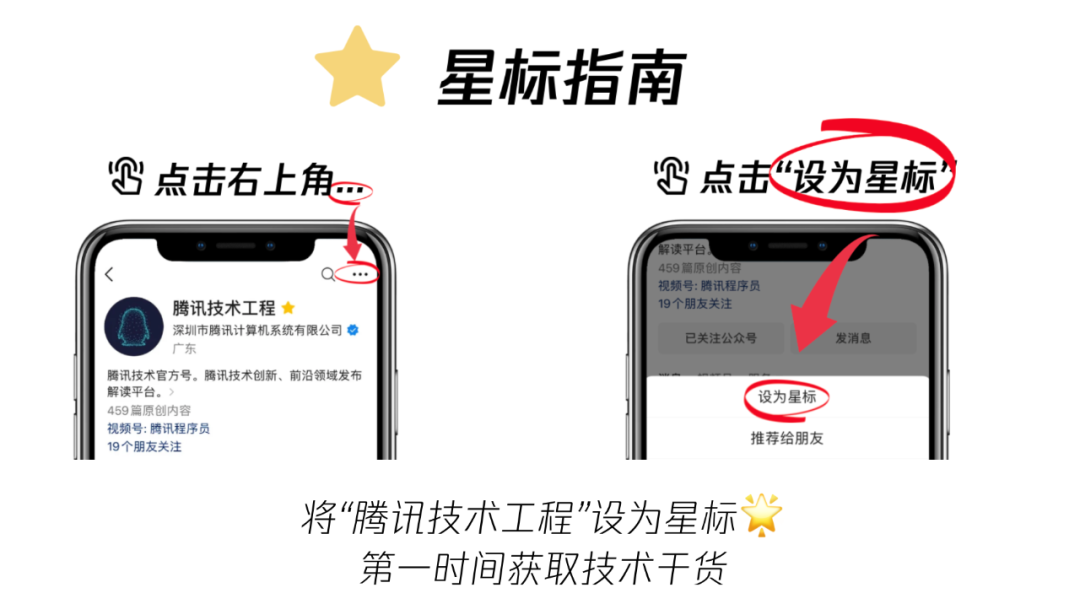 星标指南
点击右上角...
腾讯技术工程
深圳市腾讯计算机系统有限公司
广东
腾讯技术官方号。腾讯技术创新、前沿领域发布
解读平台。
459篇原创内容
视频号: 腾讯程序员
19个朋友关注
点击“设为星标”
解读平台。
459篇原创内容
视频号: 腾讯程序员
19个朋友关注
已关注公众号
发消息
设为星标
推荐给朋友
将“腾讯技术工程”设为星标
第一时间获取技术干货